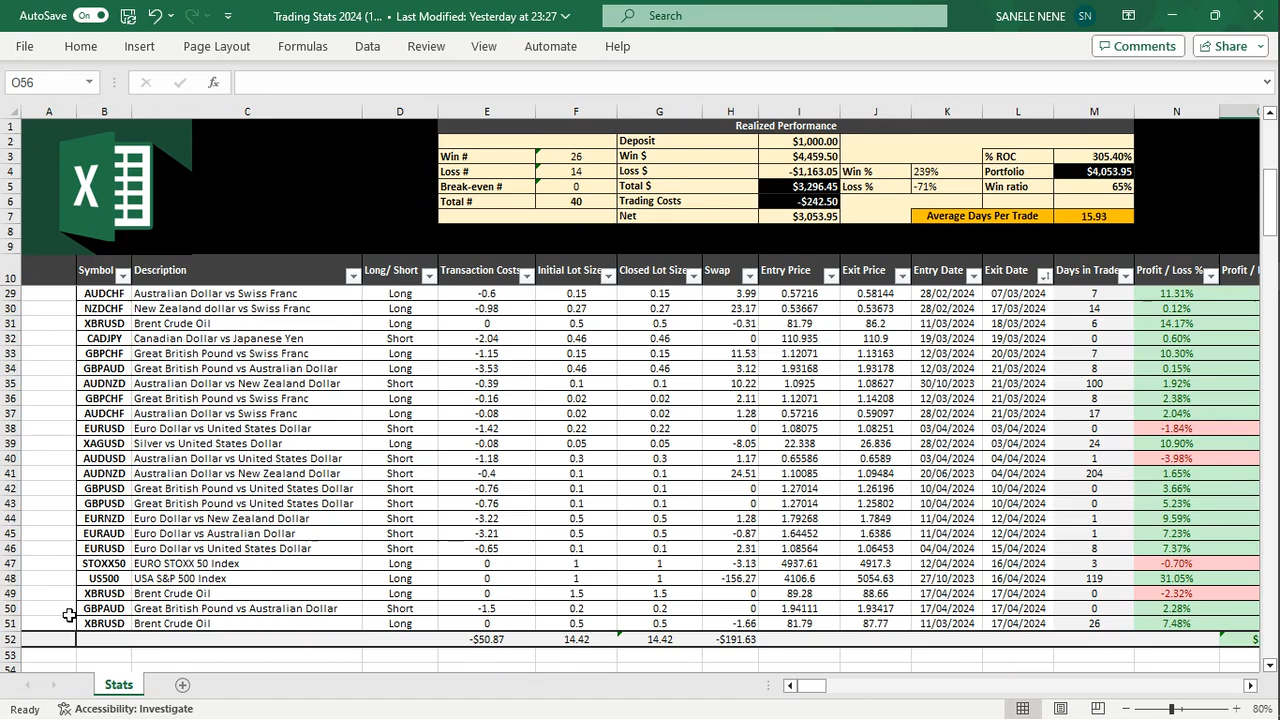 AutoSave On Trading Stats 2024 (1... • Last Modified: Yesterday at 23:27 Search SANELE NENE SN
File Home Insert Page Layout Formulas Data Review View Automate Help Comments Share
O56 fx
A B C D E F G H I J K L M N
1 Realized Performance
2 Deposit $1,000.00
3 Win # 26 Win $ $4,459.50 % ROC 305.40%
4 Loss # 14 Loss $ -$1,163.05 Win % 239% Portfolio $4,053.95
5 Break-even # 0 Total $ $3,296.45 Loss % -71% Win ratio 65%
6 Total # 40 Trading Costs -$242.50
7 Net $3,053.95 Average Days Per Trade 15.93
8
9
10 Symbol Description Long/ Short Transaction Costs Initial Lot Size Closed Lot Size Swap Entry Price Exit Price Entry Date Exit Date Days in Trade Profit / Loss % Profit /
29 AUDCHF Australian Dollar vs Swiss Franc Long -0.6 0.15 0.15 3.99 0.57216 0.58144 28/02/2024 07/03/2024 7 11.31%
30 NZDCHF New Zealand dollar vs Swiss Franc Long -0.98 0.27 0.27 23.17 0.53667 0.53673 28/02/2024 17/03/2024 14 0.12%
31 XBRUSD Brent Crude Oil Long 0 0.5 0.5 -0.31 81.79 86.2 11/03/2024 18/03/2024 6 14.17%
32 CADJPY Canadian Dollar vs Japanese Yen Short -2.04 0.46 0.46 0 110.935 110.9 19/03/2024 19/03/2024 0 0.60%
33 GBPCHF Great British Pound vs Swiss Franc Long -1.15 0.15 0.15 11.53 1.12071 1.13163 12/03/2024 20/03/2024 7 10.30%
34 GBPAUD Great British Pound vs Australian Dollar Long -3.53 0.46 0.46 3.12 1.93168 1.93178 12/03/2024 21/03/2024 8 0.15%
35 AUDNZD Australian Dollar vs New Zealand Dollar Short -0.39 0.1 0.1 10.22 1.0925 1.08627 30/10/2023 21/03/2024 100 1.92%
36 GBPCHF Great British Pound vs Swiss Franc Long -0.16 0.02 0.02 2.11 1.12071 1.14208 12/03/2024 21/03/2024 8 2.38%
37 AUDCHF Australian Dollar vs Swiss Franc Long -0.08 0.02 0.02 1.28 0.57216 0.59097 28/02/2024 21/03/2024 17 2.04%
38 EURUSD Euro Dollar vs United States Dollar Short -1.42 0.22 0.22 0 1.08075 1.08251 03/04/2024 03/04/2024 0 -1.84%
39 XAGUSD Silver vs United States Dollar Long -0.08 0.05 0.05 -8.05 22.338 26.836 28/02/2024 03/04/2024 24 10.90%
40 AUDUSD Australian Dollar vs United States Dollar Short -1.18 0.3 0.3 1.17 0.65586 0.6589 03/04/2024 04/04/2024 1 -3.98%
41 AUDNZD Australian Dollar vs New Zealand Dollar Short -0.4 0.1 0.1 24.51 1.10085 1.09484 20/06/2023 04/04/2024 204 1.65%
42 GBPUSD Great British Pound vs United States Dollar Short -0.76 0.1 0.1 0 1.27014 1.26196 10/04/2024 10/04/2024 0 3.66%
43 GBPUSD Great British Pound vs United States Dollar Short -0.76 0.1 0.1 0 1.27014 1.25802 10/04/2024 10/04/2024 0 5.23%
44 EURNZD Euro Dollar vs New Zealand Dollar Short -3.22 0.5 0.5 1.28 1.79268 1.7849 11/04/2024 12/04/2024 1 9.59%
45 EURAUD Euro Dollar vs Australian Dollar Short -3.21 0.5 0.5 -0.87 1.64452 1.6386 11/04/2024 12/04/2024 1 7.23%
46 EURUSD Euro Dollar vs United States Dollar Short -0.65 0.1 0.1 2.31 1.08564 1.06453 04/04/2024 15/04/2024 8 7.37%
47 STOXX50 EURO STOXX 50 Index Long 0 1 1 -3.13 4937.61 4917.3 12/04/2024 16/04/2024 3 -0.70%
48 US500 USA S&P 500 Index Long 0 1 1 -156.27 4106.6 5054.63 27/10/2023 16/04/2024 119 31.05%
49 XBRUSD Brent Crude Oil Long 0 1.5 1.5 0 89.28 88.66 17/04/2024 17/04/2024 0 -2.32%
50 GBPAUD Great British Pound vs Australian Dollar Short -1.5 0.2 0.2 0 1.94111 1.93417 17/04/2024 17/04/2024 0 2.28%
51 XBRUSD Brent Crude Oil Long 0 0.5 0.5 -1.66 81.79 87.77 11/03/2024 17/04/2024 26 7.48%
52 -$50.87 14.42 14.42 -$191.63 $
53
54
Stats
Ready Accessibility: Investigate 80%